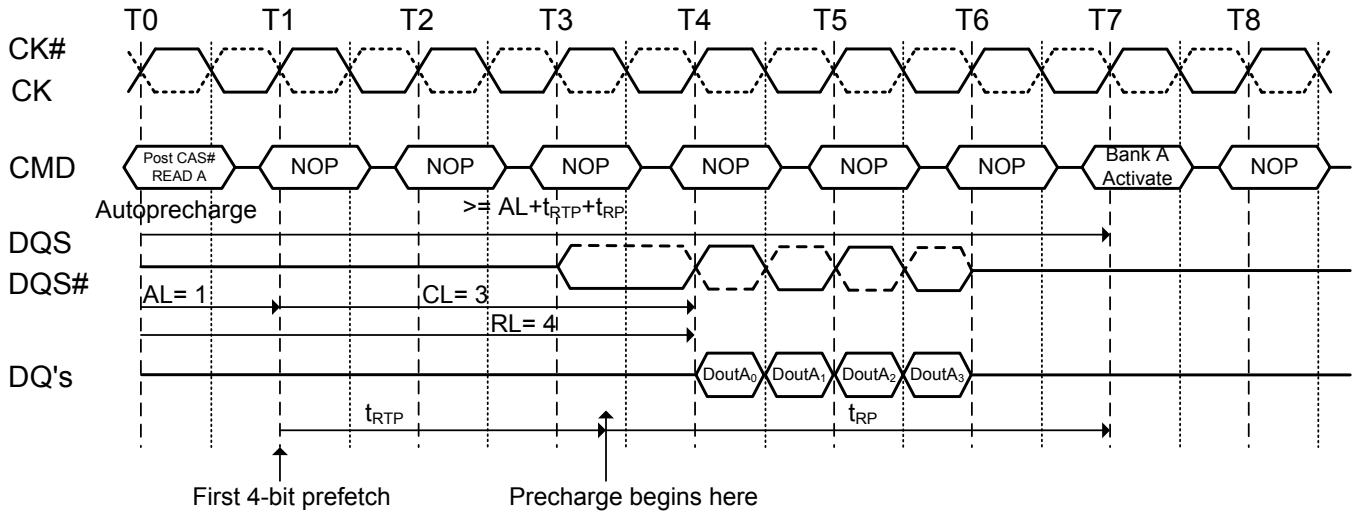 T0 T1 T2 T3 T4 T5 T6 T7 T8
CK#
CK
CMD
Post CAS#
READ A
NOP NOP NOP NOP NOP NOP
Bank A
Activate
NOP
Autoprecharge
>= AL+tRTP+tRP
DQS
DQS#
AL= 1
CL= 3
RL= 4
DQ's
DoutA0 DoutA1 DoutA2 DoutA3
tRTP
tRP
First 4-bit prefetch
Precharge begins here